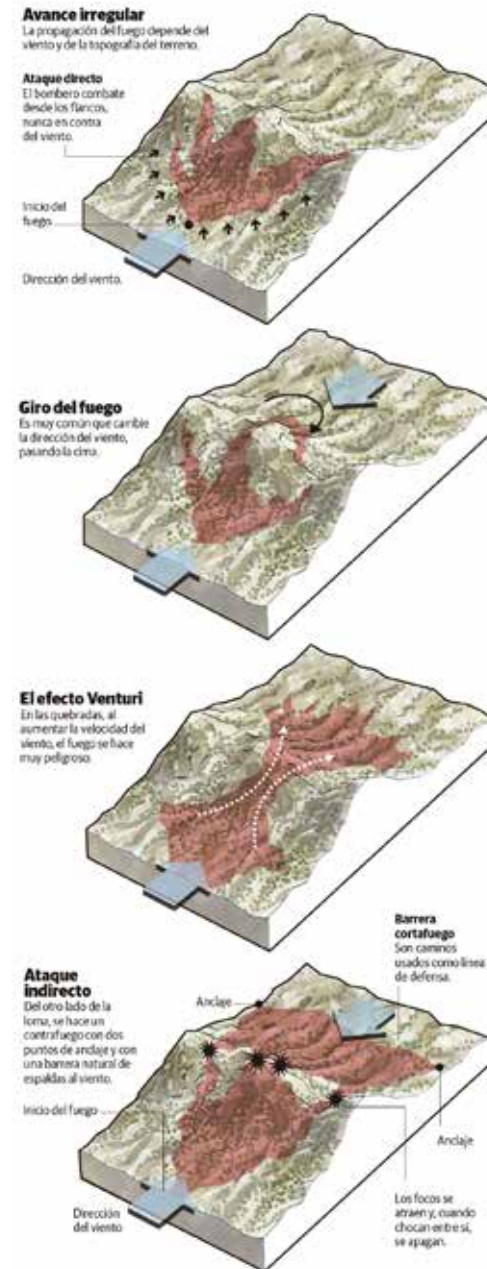 Avance irregular
La propagación del fuego depende del
viento y de la topografía del terreno.
Ataque directo
El bombero combate
desde los flancos,
nunca en contra
del viento.
Inicio del
fuego
Dirección del viento.
Giro del fuego
Es muy común que cambie
la dirección del viento,
pasando la cima.
El efecto Venturi
En las quebradas, al
aumentar la velocidad del
viento, el fuego se hace
muy peligroso.
Barrera
cortafuego
Son caminos
usados como línea
de defensa.
Ataque
indirecto
Del otro lado de la
loma, se hace un
contrafuego con dos
puntos de anclaje y con
una barrera natural de
espaldas al viento.
Anclaje
Inicio del fuego
Anclaje
Dirección
del viento
Los focos se
atraen y, cuando
chocan entre sí,
se apagan.